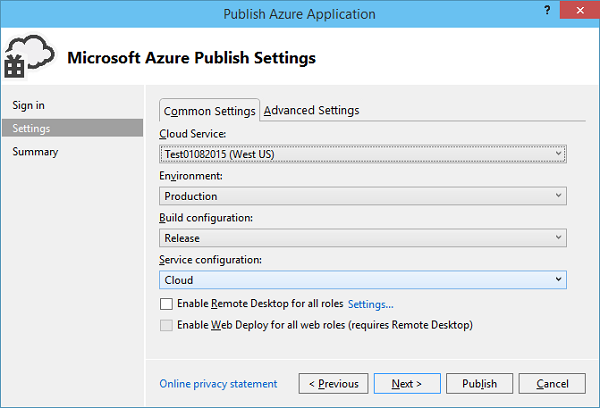 Publish Azure Application
?
Microsoft Azure Publish Settings
Sign in
Settings
Summary
Common Settings
Advanced Settings
Cloud Service:
Test01082015 (West US)
Environment:
Production
Build configuration:
Release
Service configuration:
Cloud
Enable Remote Desktop for all roles Settings...
Enable Web Deploy for all web roles (requires Remote Desktop)
Online privacy statement
< Previous
Next >
Publish
Cancel